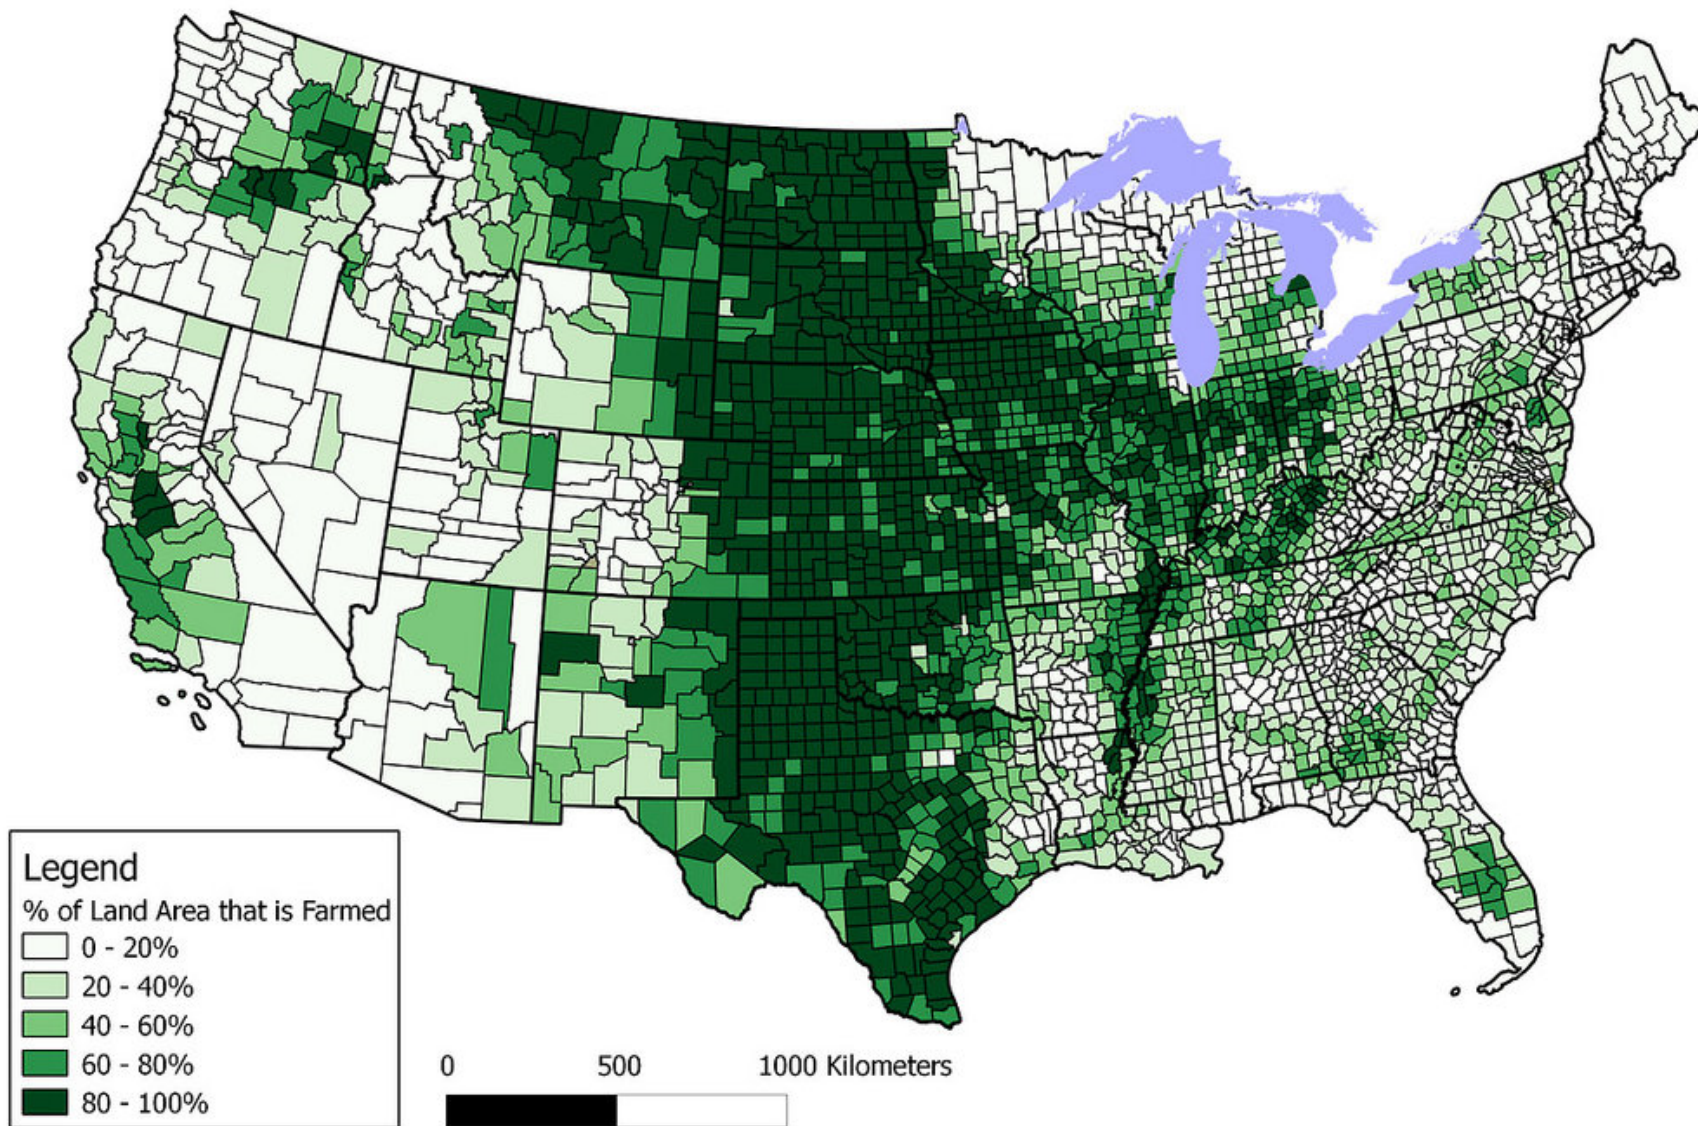 Legend
% of Land Area that is Farmed
0 - 20%
20 - 40%
40 - 60%
60 - 80%
80 - 100%
0 500 1000 Kilometers